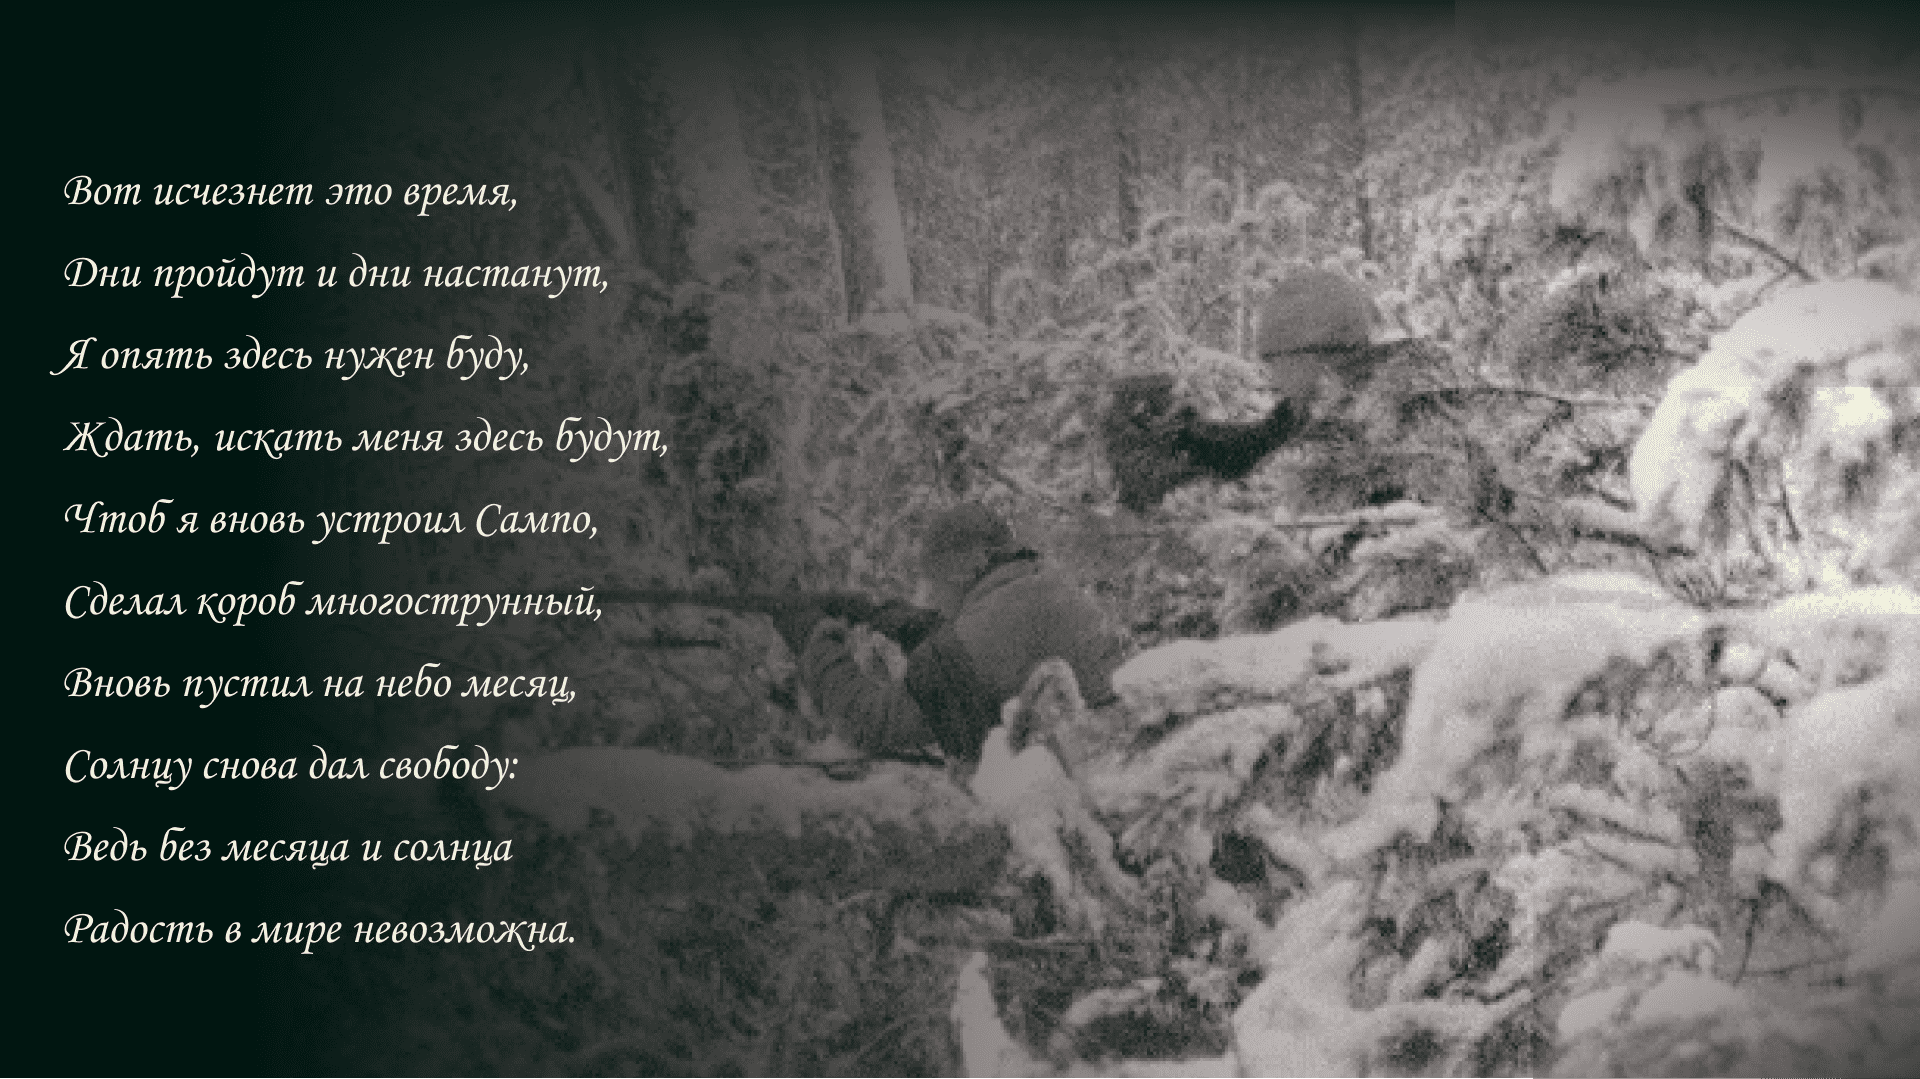 Вот исчезнет это время,
Дни пройдут и дни настанут,
Я опять здесь нужен буду,
Ждать, искать меня здесь будут,
Чтоб я вновь устроил Сампо,
Сделал короб многострунный,
Вновь пустил на небо месяц,
Солнцу снова дал свободу:
Ведь без месяца и солнца
Радость в мире невозможна.